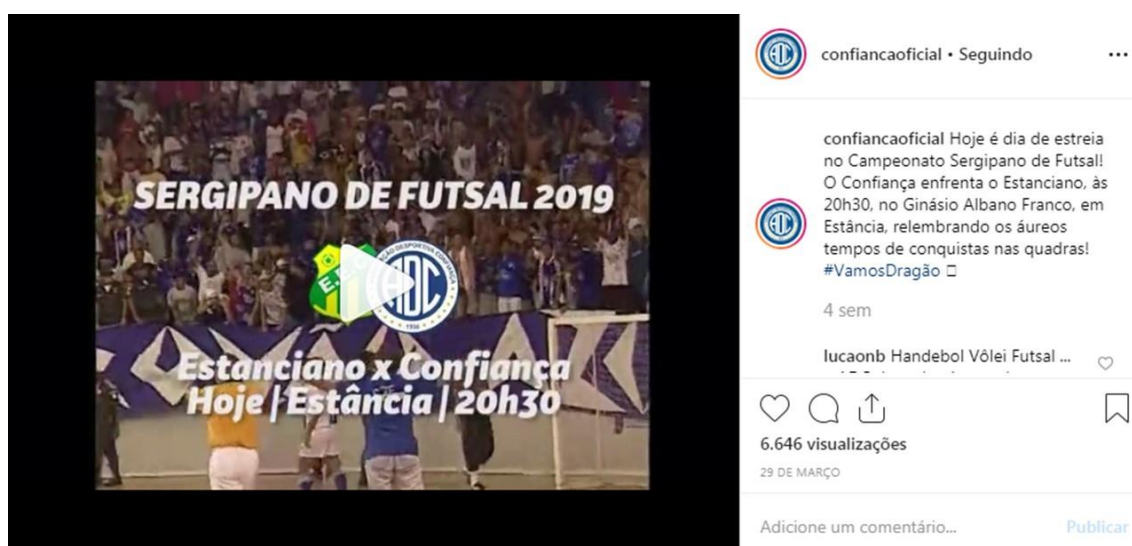 SERGIPANO DE FUTSAL 2019
ADC
1936
Estanciano x Confiança
Hoje | Estância | 20h30
confiancaoficial • Seguindo
confiancaoficial Hoje é dia de estreia
no Campeonato Sergipano de Futsal!
O Confiança enfrenta o Estanciano, às
20h30, no Ginásio Albano Franco, em
Estância, relembrando os áureos
tempos de conquistas nas quadras!
#VamosDragão
4 sem
lucaonb Handebol Vôlei Futsal ...
6.646 visualizações
29 DE MARÇO
Adicione um comentário...
Publicar